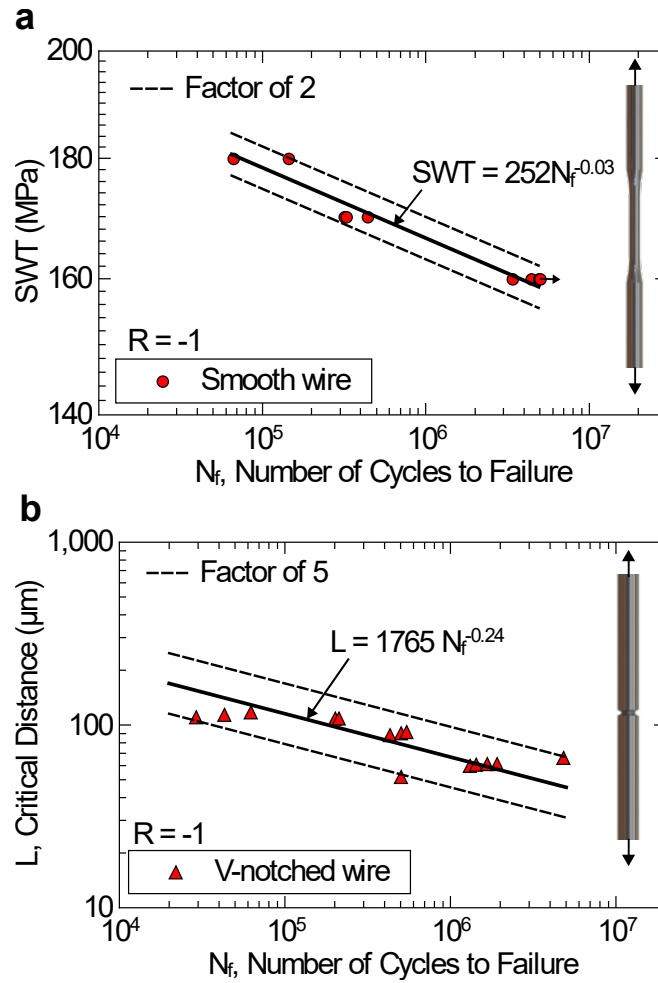 a
200
180
160
140
SWT (MPa)
Factor of 2
SWT = 252N_f^-0.03
R = -1
Smooth wire
10^4 10^5 10^6 10^7
N_f, Number of Cycles to Failure
b
1,000
100
10
L, Critical Distance (µm)
Factor of 5
L = 1765 N_f^-0.24
R = -1
V-notched wire
10^4 10^5 10^6 10^7
N_f, Number of Cycles to Failure